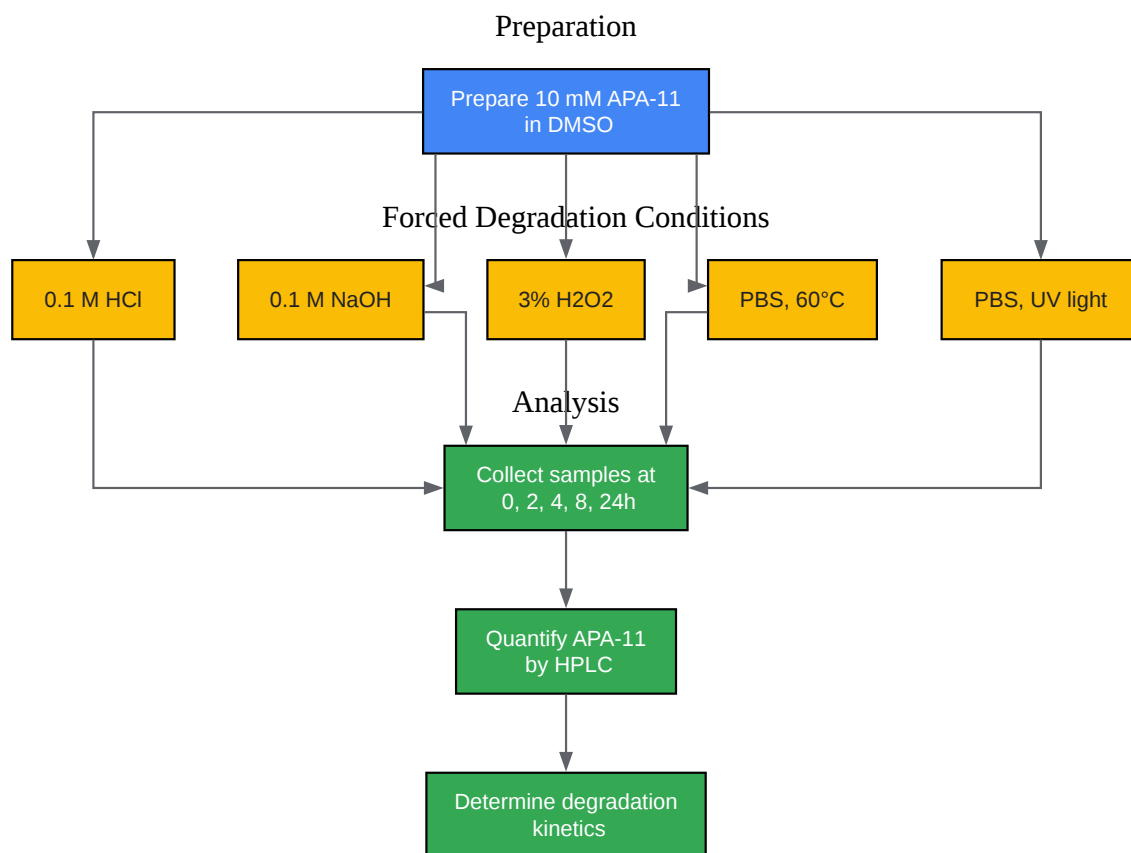 Preparation
Prepare 10 mM APA-11
in DMSO
Forced Degradation Conditions
0.1 M HCl
0.1 M NaOH
3% H2O2
PBS, 60°C
PBS, UV light
Analysis
Collect samples at
0, 2, 4, 8, 24h
Quantify APA-11
by HPLC
Determine degradation
kinetics